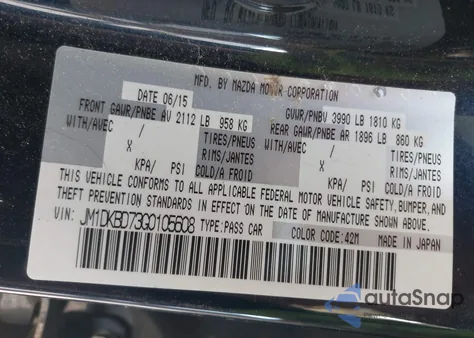 MFD. BY MAZDA MOTOR CORPORATION
DATE 06/15
GVWR/PNBV 3990 LB 1810 KG
FRONT GAWR/PNBE AV 2112 LB 958 KG
REAR GAWR/PNBE AR 1896 LB 860 KG
WITH/AVEC / TIRES/PNEUS
WITH/AVEC / TIRES/PNEUS
X RIMS/JANTES
X RIMS/JANTES
KPA/ PSI COLD/A FROID
KPA/ PSI COLD/A FROID
THIS VEHICLE CONFORMS TO ALL APPLICABLE FEDERAL MOTOR VEHICLE SAFETY, BUMPER, AND
THEFT PREVENTION STANDARDS IN EFFECT ON THE DATE OF MANUFACTURE SHOWN ABOVE.
VIN: JM1DKBD73G0105608 TYPE: PASS CAR COLOR CODE: 42M MADE IN JAPAN
autoSnap